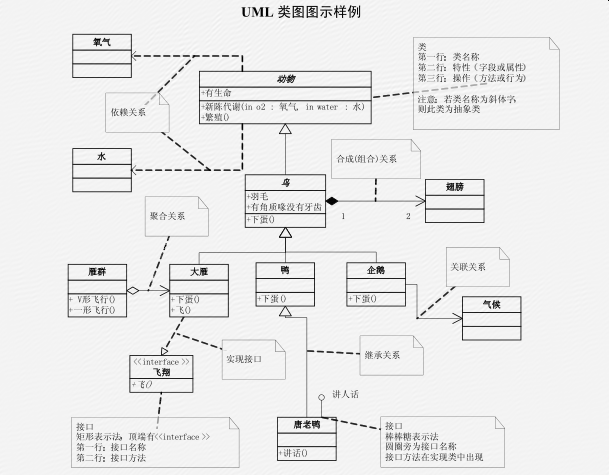 UML 类图图示样例
氧气
动物
+有生命
+新陈代谢(in o2 : 氧气, in water : 水)
+繁殖()
类
第一行：类名称
第二行：特性（字段或属性)
第三行：操作（方法或行为)
注意：若类名称为斜体字，
则此类为抽象类
依赖关系
水
合成(组合)关系
鸟
+羽毛
+有角质喙没有牙齿
+下蛋()
1
2
翅膀
聚合关系
雁群
+ V形飞行()
+一形飞行()
大雁
+下蛋()
+飞()
鸭
+下蛋()
企鹅
+下蛋()
关联关系
气候
<<interface >>
飞翔
+飞()
实现接口
继承关系
讲人话
接口
矩形表示法，顶端有<<interface >>
第一行：接口名称
第二行：接口方法
唐老鸭
+讲话()
接口
棒棒糖表示法
圆圈旁为接口名称
接口方法在实现类中出现